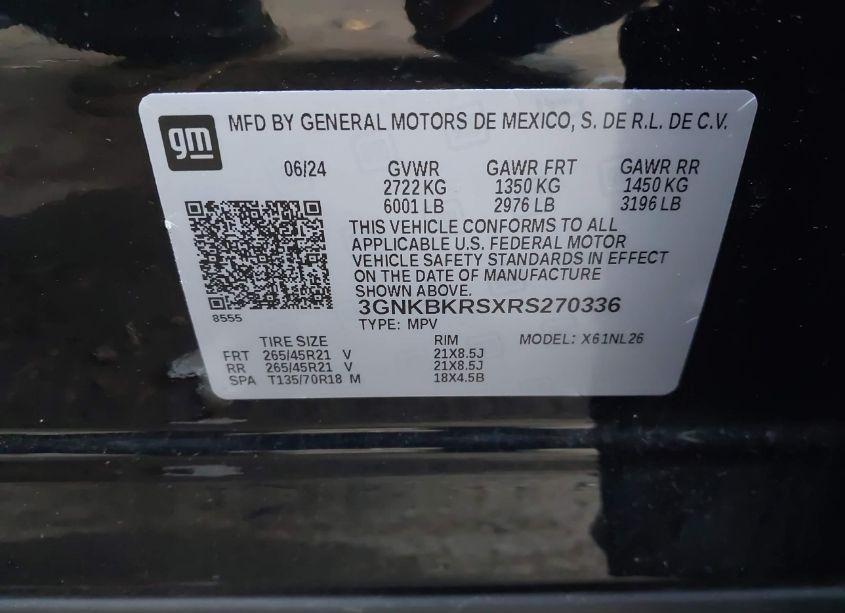 gm MFD BY GENERAL MOTORS DE MEXICO, S. DE R.L. DE C.V.
06/24 GVWR GAWR FRT GAWR RR
2722 KG 1350 KG 1450 KG
6001 LB 2976 LB 3196 LB
THIS VEHICLE CONFORMS TO ALL
APPLICABLE U.S. FEDERAL MOTOR
VEHICLE SAFETY STANDARDS IN EFFECT
ON THE DATE OF MANUFACTURE
SHOWN ABOVE.
8555
3GNKBKRSXRS270336
TYPE: MPV
TIRE SIZE RIM MODEL: X61NL26
FRT 265/45R21 V 21X8.5J
RR 265/45R21 V 21X8.5J
SPA T135/70R18 M 18X4.5B